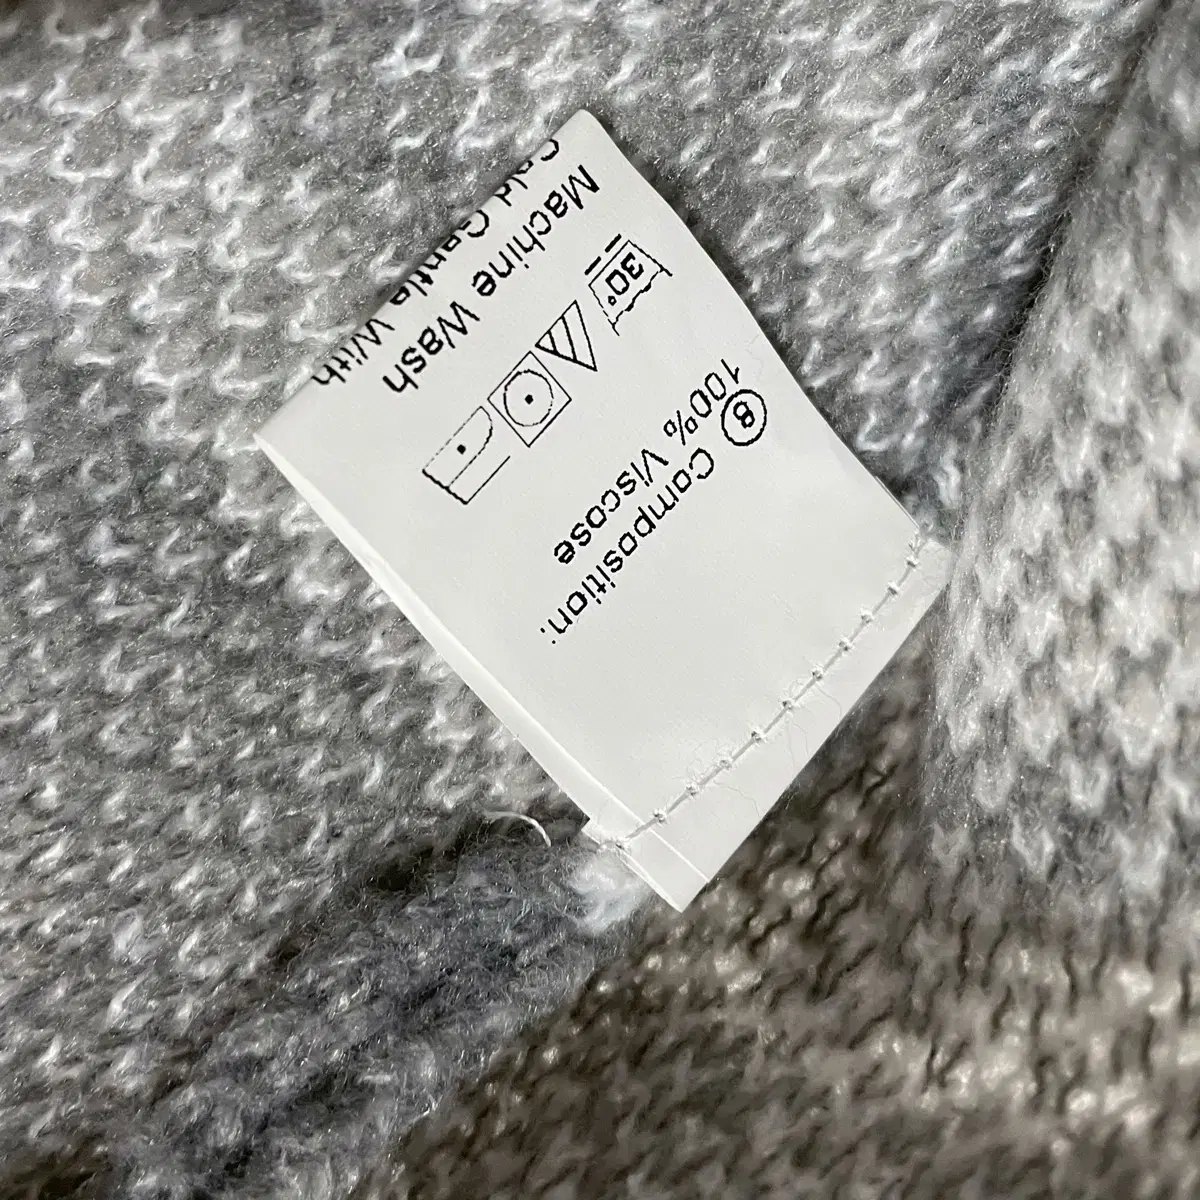 ⑧ Composition:
100% Viscose
30°
Machine Wash
Cold Gentle With